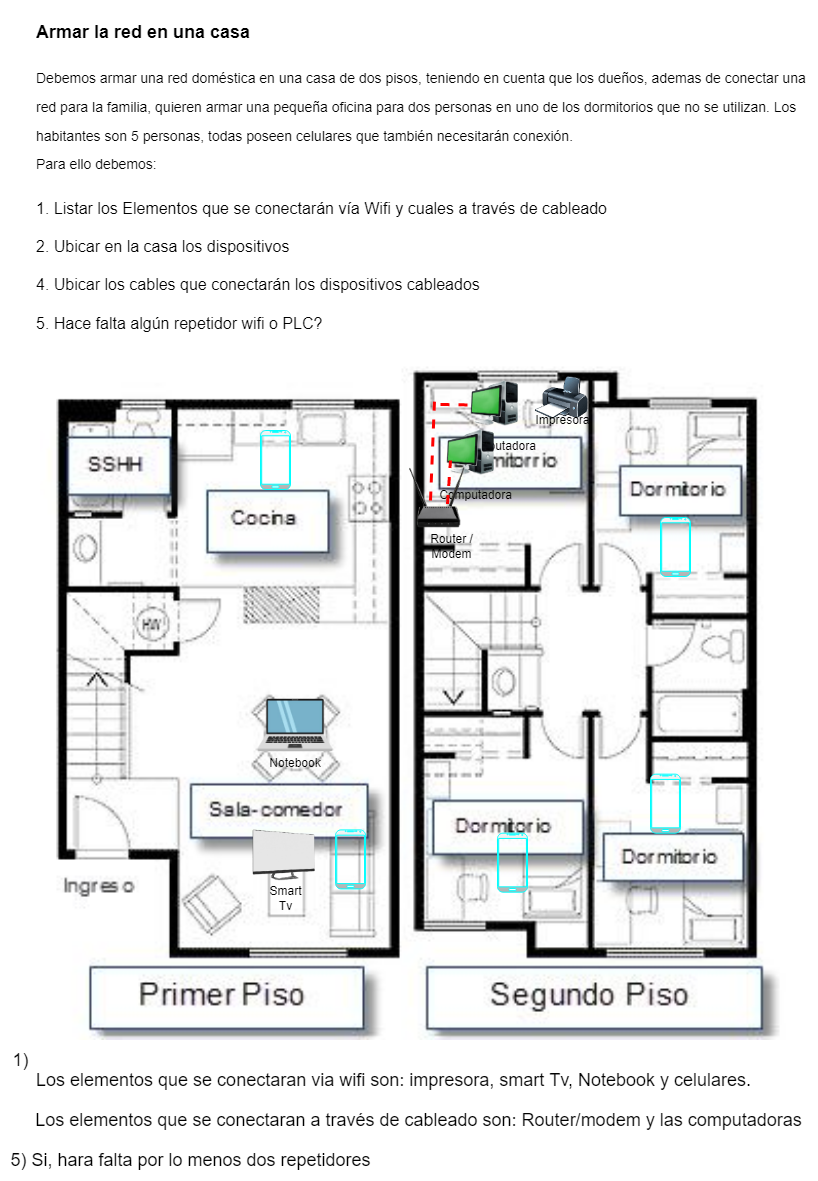 Armar la red en una casa
Debemos armar una red doméstica en una casa de dos pisos, teniendo en cuenta que los dueños, ademas de conectar una
red para la familia, quieren armar una pequeña oficina para dos personas en uno de los dormitorios que no se utilizan. Los
habitantes son 5 personas, todas poseen celulares que también necesitarán conexión.
Para ello debemos:
1. Listar los Elementos que se conectarán vía Wifi y cuales a través de cableado
2. Ubicar en la casa los dispositivos
4. Ubicar los cables que conectarán los dispositivos cableados
5. Hace falta algún repetidor wifi o PLC?
SSHH
Cocina
HW
Notebook
Sala-comedor
Smart
Tv
Ingreso
Primer Piso
Impresora
putadora
mitorrio
Computadora
Router /
Modem
Dormitorio
Dormitorio
Dormitorio
Segundo Piso
1)
Los elementos que se conectaran via wifi son: impresora, smart Tv, Notebook y celulares.
Los elementos que se conectaran a través de cableado son: Router/modem y las computadoras
5) Si, hara falta por lo menos dos repetidores